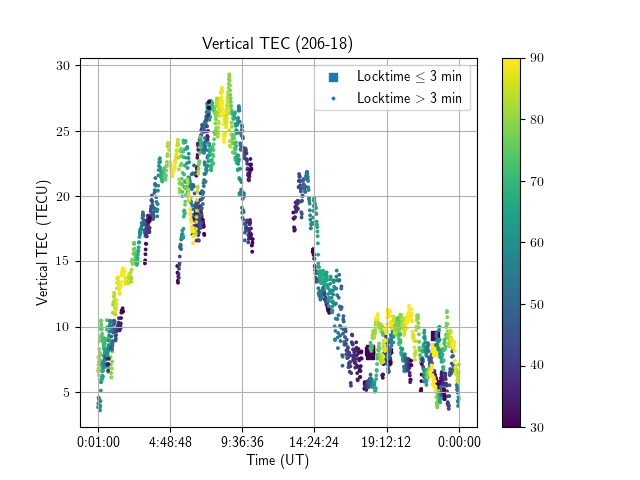 Vertical TEC (206-18)
Locktime ≤ 3 min
Locktime > 3 min
Vertical TEC (TECU)
30
25
20
15
10
5
0:01:00 4:48:48 9:36:36 14:24:24 19:12:12 0:00:00
Time (UT)
90
80
70
60
50
40
30